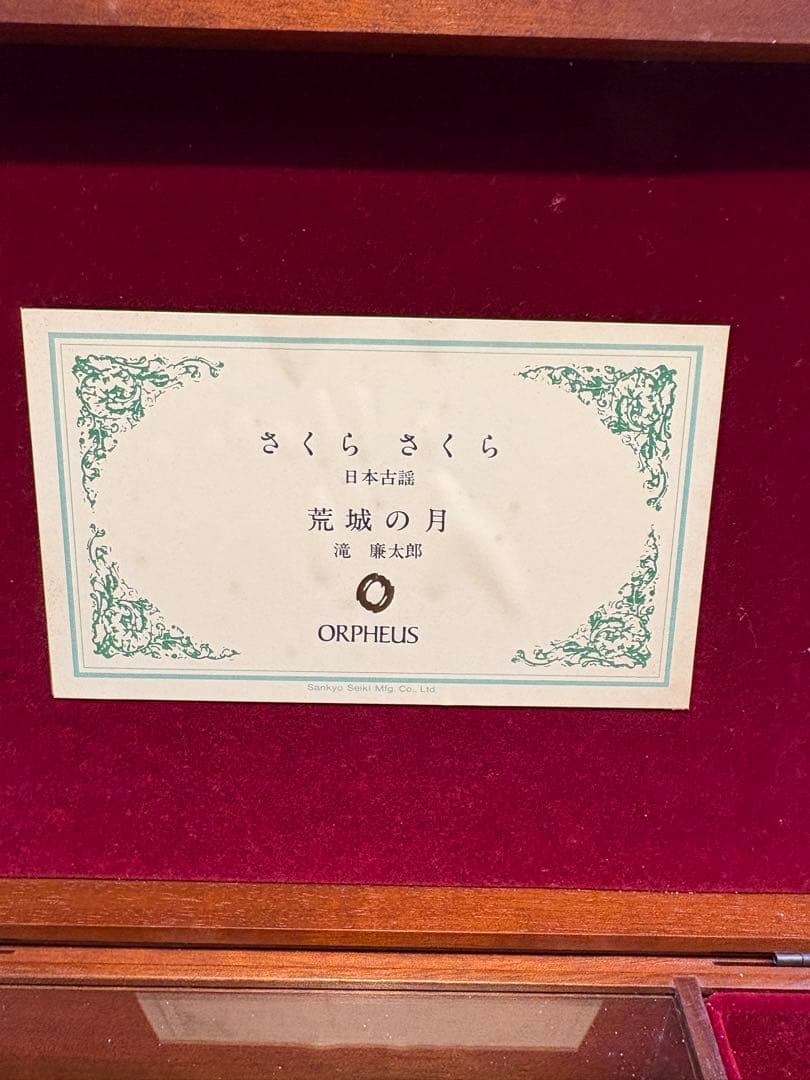 さくら さくら
日本古謡
荒城の月
滝 廉太郎
ORPHEUS
Sankyo Seiki Mfg. Co., Ltd